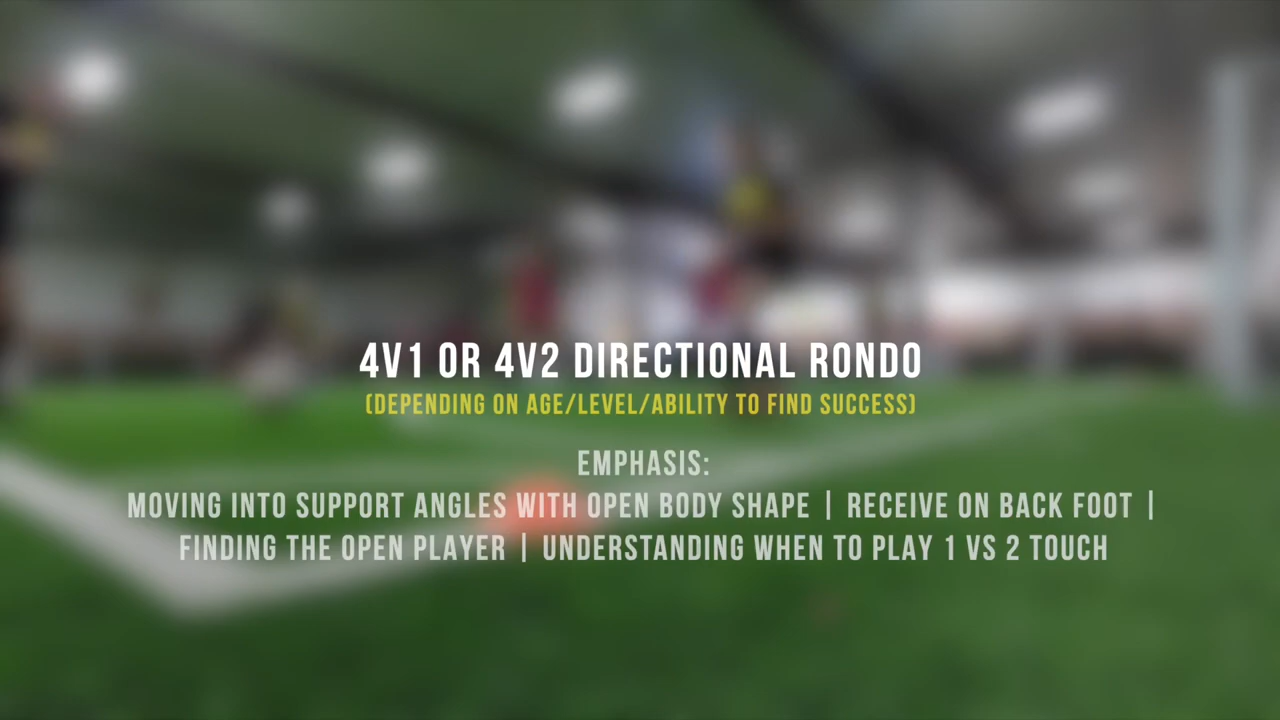 4V1 OR 4V2 DIRECTIONAL RONDO
(DEPENDING ON AGE/LEVEL/ABILITY TO FIND SUCCESS)
EMPHASIS:
MOVING INTO SUPPORT ANGLES WITH OPEN BODY SHAPE | RECEIVE ON BACK FOOT |
FINDING THE OPEN PLAYER | UNDERSTANDING WHEN TO PLAY 1 VS 2 TOUCH